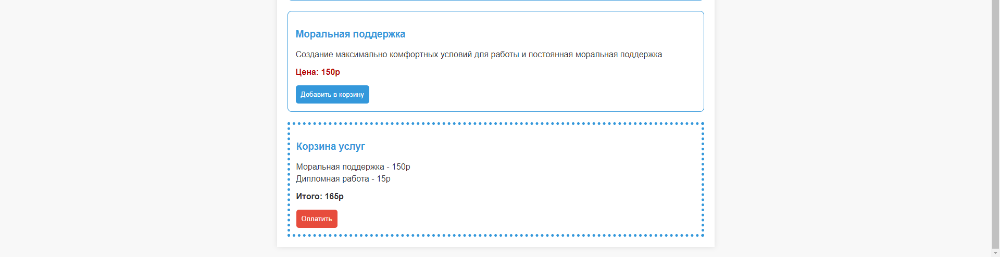 Моральная поддержка
Создание максимально комфортных условий для работы и постоянная моральная поддержка
Цена: 150р
Добавить в корзину
Корзина услуг
Моральная поддержка - 150р
Дипломная работа - 15р
Итого: 165р
Оплатить